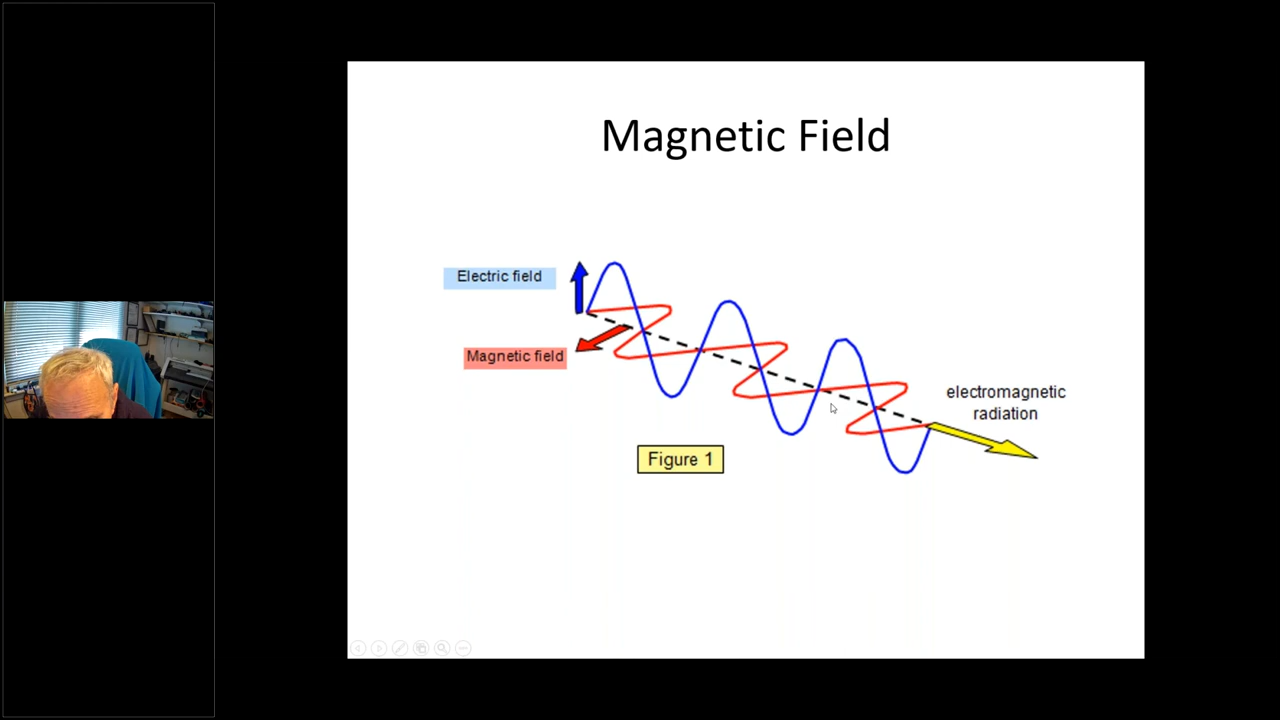 Magnetic Field
Electric field
Magnetic field
electromagnetic
radiation
Figure 1